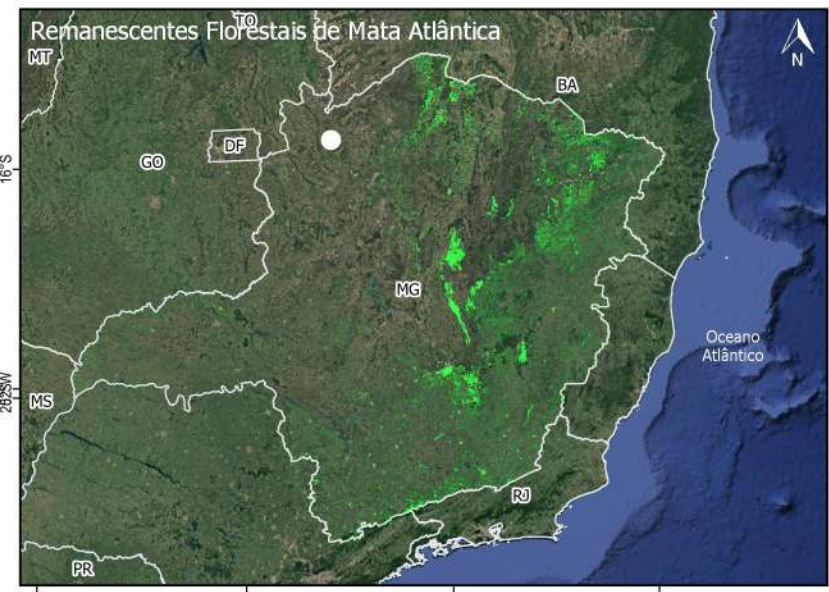 Remanescentes Florestais de Mata Atlântica
TO
N
MT
BA
DF
GO
16°S
MG
Oceano
Atlântico
MS
RJ
PR